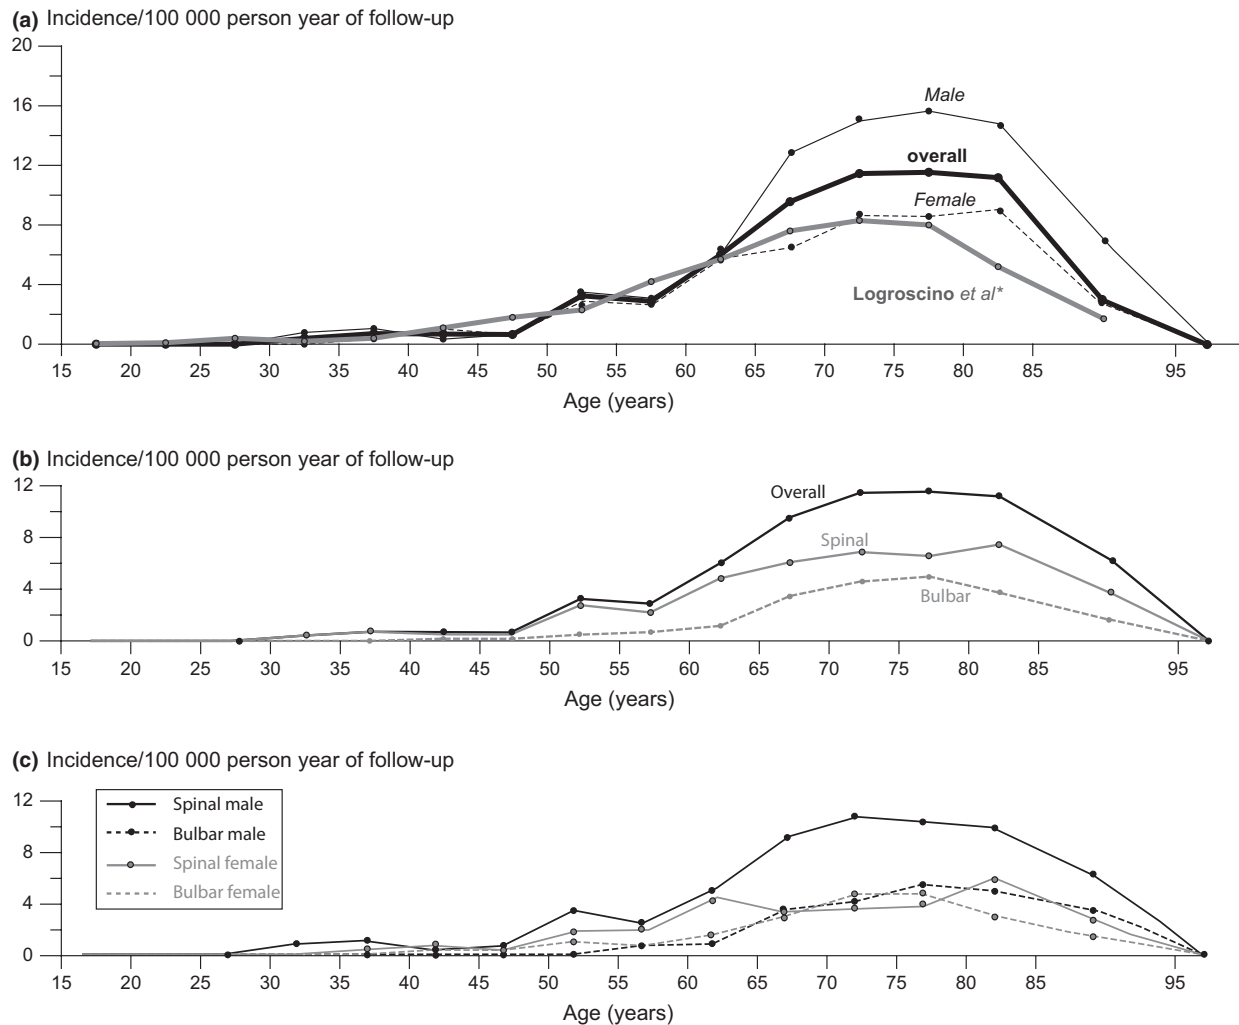 (a) Incidence/100 000 person year of follow-up
20
16
12
8
4
0
Male
overall
Female
Logroscino et al*
15 20 25 30 35 40 45 50 55 60 65 70 75 80 85 95
Age (years)
(b) Incidence/100 000 person year of follow-up
12
8
4
0
Overall
Spinal
Bulbar
15 20 25 30 35 40 45 50 55 60 65 70 75 80 85 95
Age (years)
(c) Incidence/100 000 person year of follow-up
12
8
4
0
Spinal male
Bulbar male
Spinal female
Bulbar female
15 20 25 30 35 40 45 50 55 60 65 70 75 80 85 95
Age (years)